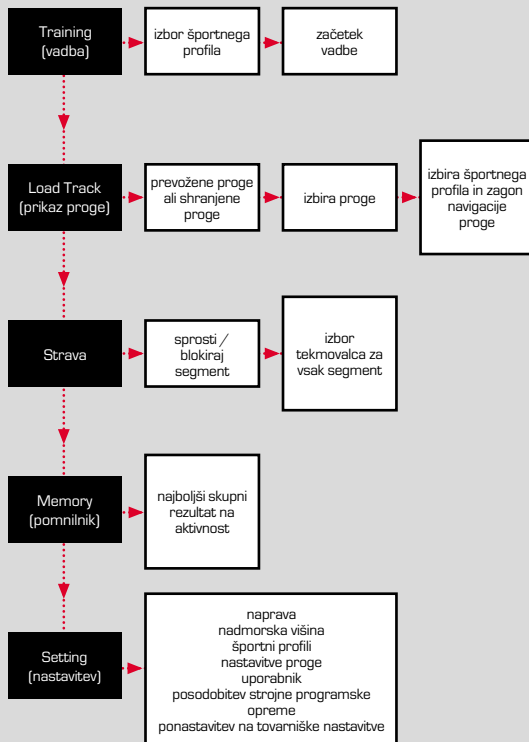 Training
(vadba)
izbor športnega
profila
začetek
vadbe
Load Track
(prikaz proge)
prevožene proge
ali shranjene
proge
izbira proge
izbira športnega
profila in zagon
navigacije
proge
Strava
sprosti /
blokiraj
segment
izbor
tekmovalca za
vsak segment
Memory
(pomnilnik)
najboljši skupni
rezultat na
aktivnost
Setting
(nastavitev)
naprava
nadmorska višina
športni profili
nastavitve proge
uporabnik
posodobitev strojne programske
opreme
ponastavitev na tovarniške nastavitve